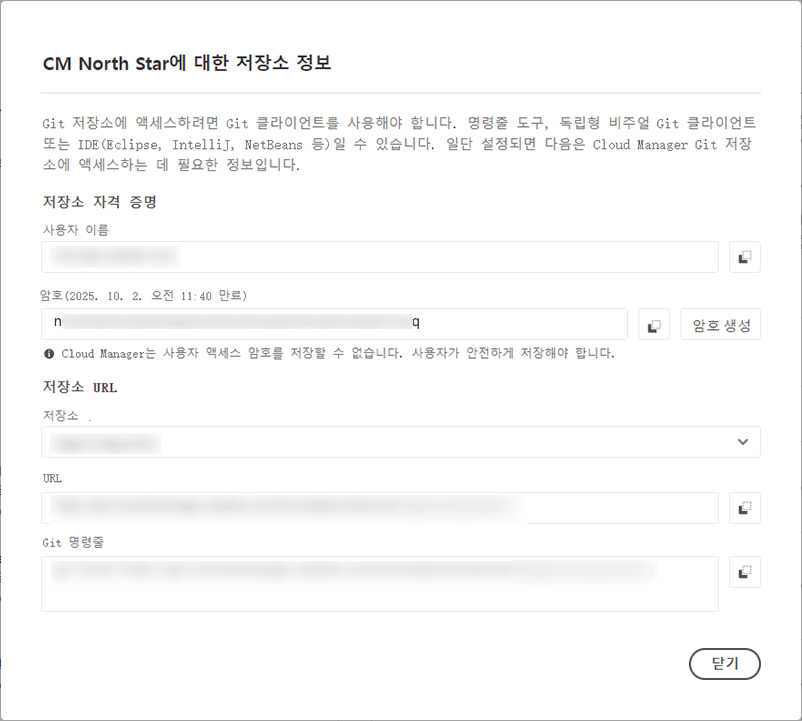 CM North Star에 대한 저장소 정보
Git 저장소에 액세스하려면 Git 클라이언트를 사용해야 합니다. 명령줄 도구, 독립형 비주얼 Git 클라이언트
또는 IDE(Eclipse, IntelliJ, NetBeans 등)일 수 있습니다. 일단 설정되면 다음은 Cloud Manager Git 저장
소에 액세스하는 데 필요한 정보입니다.
저장소 자격 증명
사용자 이름
암호(2025. 10. 2. 오전 11:40 만료)
n q
암호 생성
Cloud Manager는 사용자 액세스 암호를 저장할 수 없습니다. 사용자가 안전하게 저장해야 합니다.
저장소 URL
저장소 .
URL
Git 명령줄
닫기